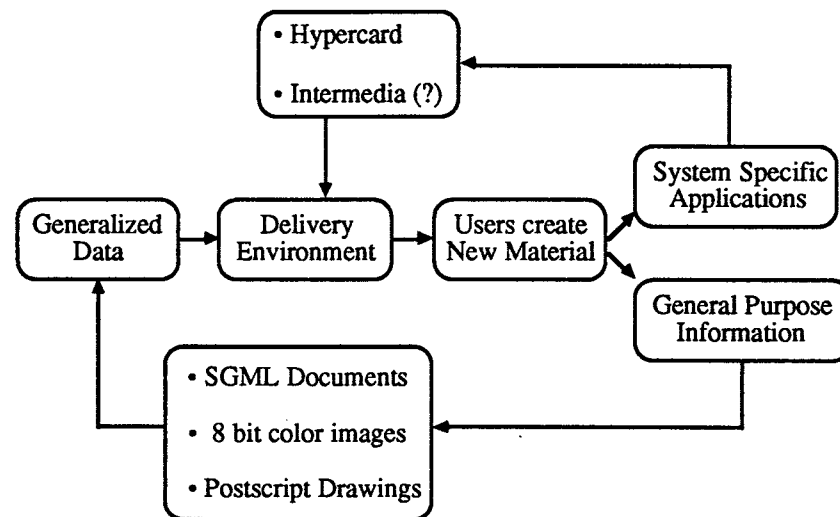 • Hypercard
• Intermedia (?)
System Specific
Applications
Generalized
Data
Delivery
Environment
Users create
New Material
General Purpose
Information
• SGML Documents
• 8 bit color images
• Postscript Drawings